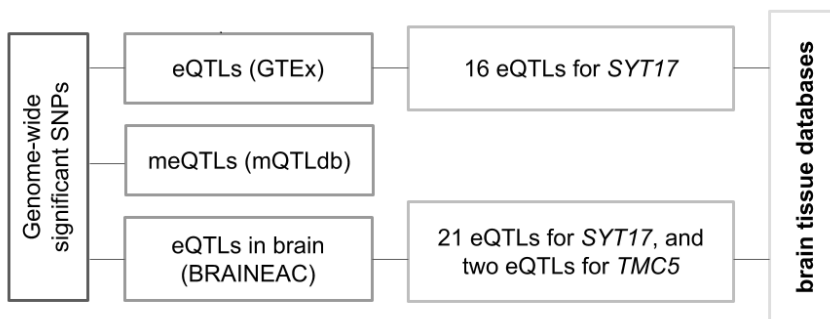 Genome-wide
significant SNPs
eQTLs (GTEx)
16 eQTLs for SYT17
meQTLs (mQTLdb)
eQTLs in brain
(BRAINEAC)
21 eQTLs for SYT17, and
two eQTLs for TMC5
brain tissue databases